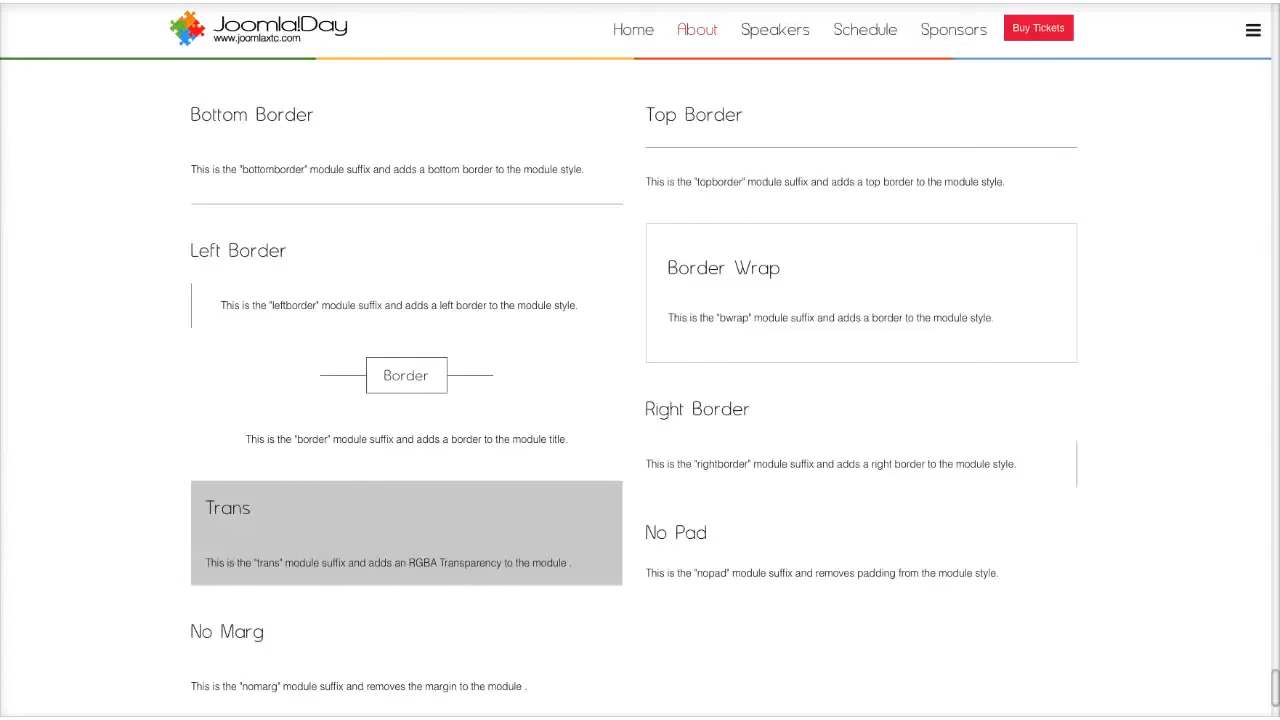 Joomla!Day
www.joomlaxtc.com
Home About Speakers Schedule Sponsors Buy Tickets
Bottom Border
This is the "bottomborder" module suffix and adds a bottom border to the module style.
Left Border
This is the "leftborder" module suffix and adds a left border to the module style.
Border
This is the "border" module suffix and adds a border to the module title.
Trans
This is the "trans" module suffix and adds an RGBA Transparency to the module .
No Marg
This is the "nomarg" module suffix and removes the margin to the module .
Top Border
This is the "topborder" module suffix and adds a top border to the module style.
Border Wrap
This is the "bwrap" module suffix and adds a border to the module style.
Right Border
This is the "rightborder" module suffix and adds a right border to the module style.
No Pad
This is the "nopad" module suffix and removes padding from the module style.